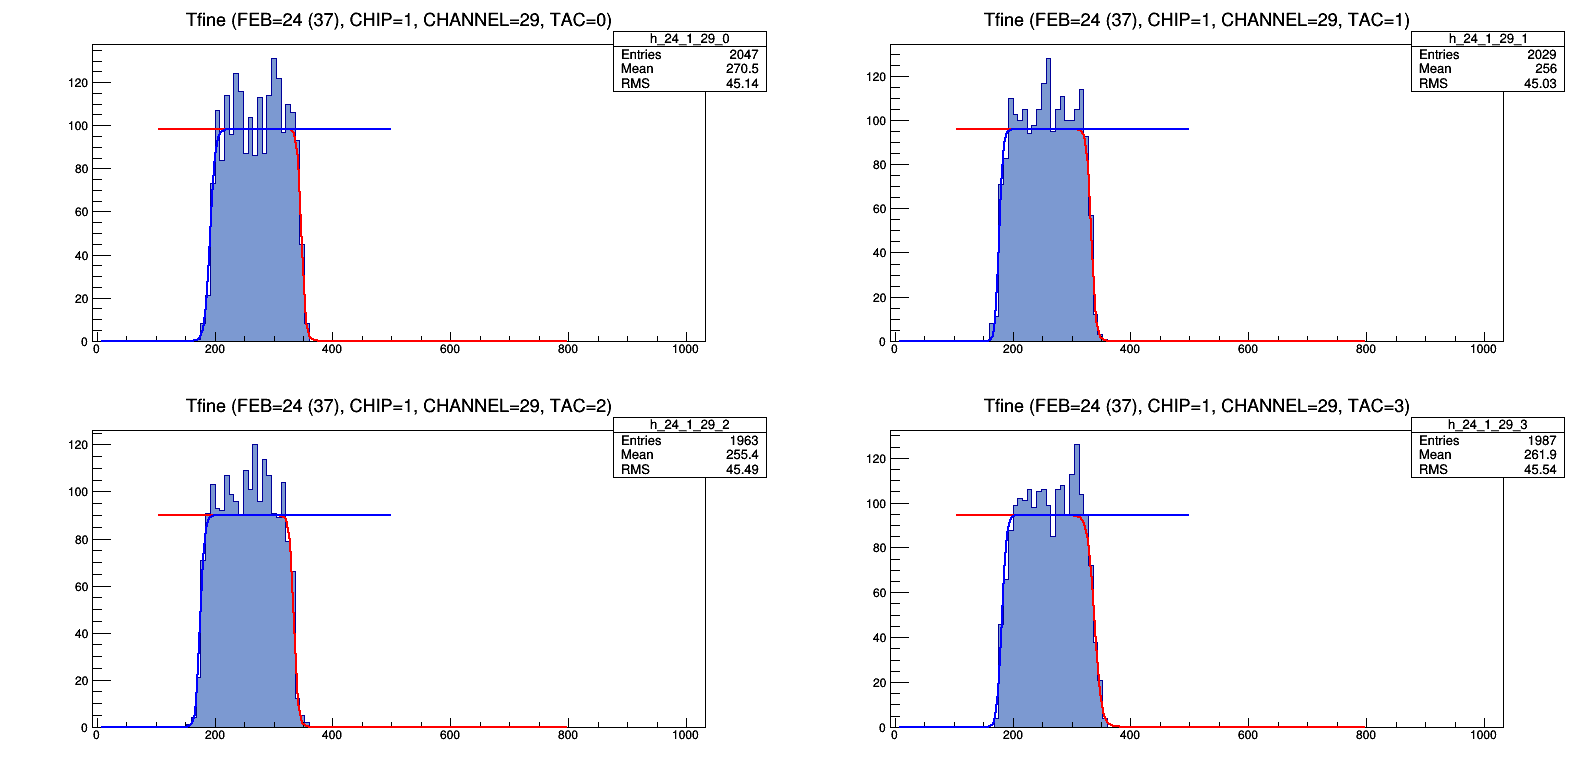 Tfine (FEB=24 (37), CHIP=1, CHANNEL=29, TAC=0)
h_24_1_29_0
Entries 2047
Mean 270.5
RMS 45.14
120
100
80
60
40
20
0
0 200 400 600 800 1000
Tfine (FEB=24 (37), CHIP=1, CHANNEL=29, TAC=1)
h_24_1_29_1
Entries 2029
Mean 256
RMS 45.03
120
100
80
60
40
20
0
0 200 400 600 800 1000
Tfine (FEB=24 (37), CHIP=1, CHANNEL=29, TAC=2)
h_24_1_29_2
Entries 1963
Mean 255.4
RMS 45.49
120
100
80
60
40
20
0
0 200 400 600 800 1000
Tfine (FEB=24 (37), CHIP=1, CHANNEL=29, TAC=3)
h_24_1_29_3
Entries 1987
Mean 261.9
RMS 45.54
120
100
80
60
40
20
0
0 200 400 600 800 1000